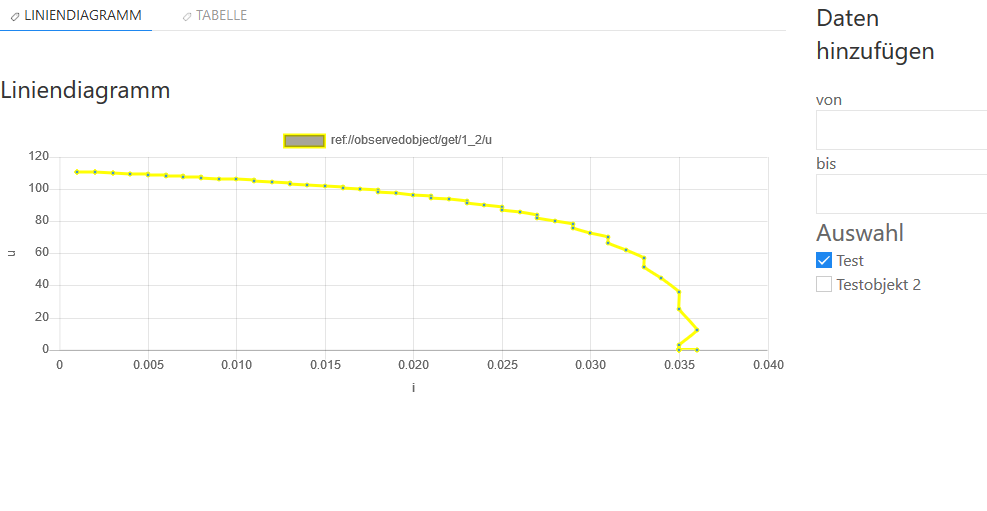 LINIENDIAGRAMM
TABELLE
Liniendiagramm
ref://observedobject/get/1_2/u
120
100
80
60
40
20
0
u
0 0.005 0.010 0.015 0.020 0.025 0.030 0.035 0.040
i
Daten
hinzufügen
von
bis
Auswahl
Test
Testobjekt 2